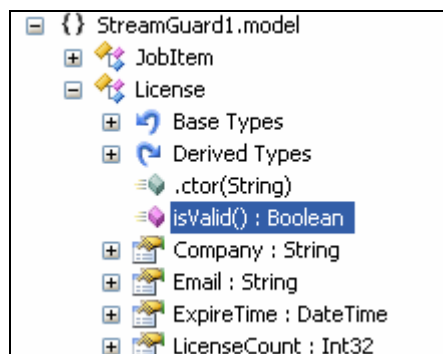 {} StreamGuard1.model
JobItem
License
Base Types
Derived Types
.ctor(String)
isValid() : Boolean
Company : String
Email : String
ExpireTime : DateTime
LicenseCount : Int32